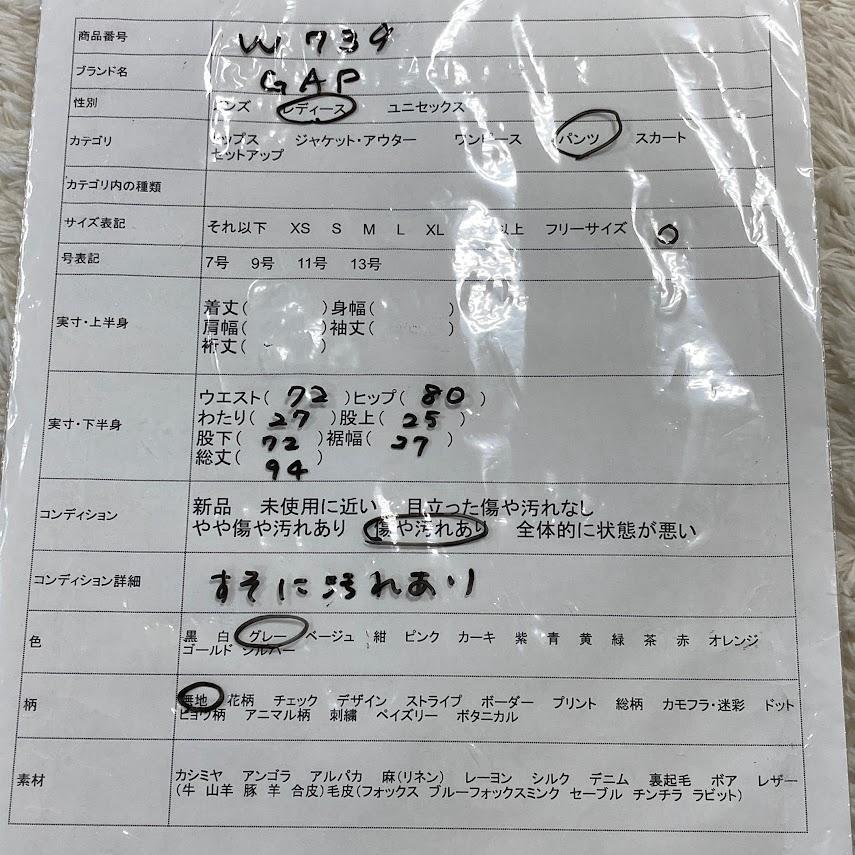 商品番号 W739
ブランド名 GAP
性別 レディース ユニセックス
カテゴリ ジャケット・アウター ワンピース パンツ スカート
セットアップ
カテゴリ内の種類
サイズ表記 それ以下 XS S M L XL 以上 フリーサイズ 0
号表記 7号 9号 11号 13号
実寸・上半身
着丈( )身幅( )
肩幅( )袖丈( )
裄丈( )
実寸・下半身
ウエスト( 72 )ヒップ( 80 )
わたり( 27 )股上( 25 )
股下( 72 )裾幅( 27 )
総丈( 94 )
コンディション 新品 未使用に近い 目立った傷や汚れなし
やや傷や汚れあり 傷や汚れあり 全体的に状態が悪い
コンディション詳細 すそに汚れあり
色 黒 白 グレー ベージュ 紺 ピンク カーキ 紫 青 黄 緑 茶 赤 オレンジ
ゴールド シルバー
柄 無地 花柄 チェック デザイン ストライプ ボーダー プリント 総柄 カモフラ・迷彩 ドット
ヒョウ柄 アニマル柄 刺繍 ペイズリー ボタニカル
素材 カシミヤ アンゴラ アルパカ 麻(リネン) レーヨン シルク デニム 裏起毛 ボア レザー
(牛 山羊 豚 羊 合皮)毛皮(フォックス ブルーフォックスミンク セーブル チンチラ ラビット)